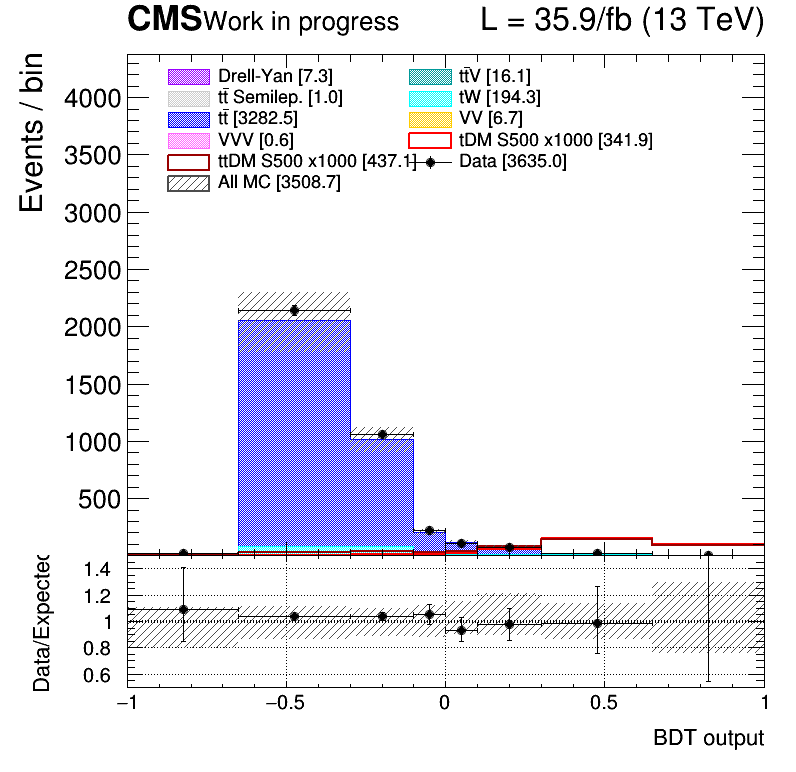 CMS Work in progress L = 35.9/fb (13 TeV)
Events / bin
Drell-Yan [7.3] tt̄V [16.1]
tt̄ Semilep. [1.0] tW [194.3]
tt̄ [3282.5] VV [6.7]
VVV [0.6] tDM S500 x1000 [341.9]
ttDM S500 x1000 [437.1] Data [3635.0]
All MC [3508.7]
4000
3500
3000
2500
2000
1500
1000
500
Data/Expected
1.4
1.2
1
0.8
0.6
−1 −0.5 0 0.5 1
BDT output